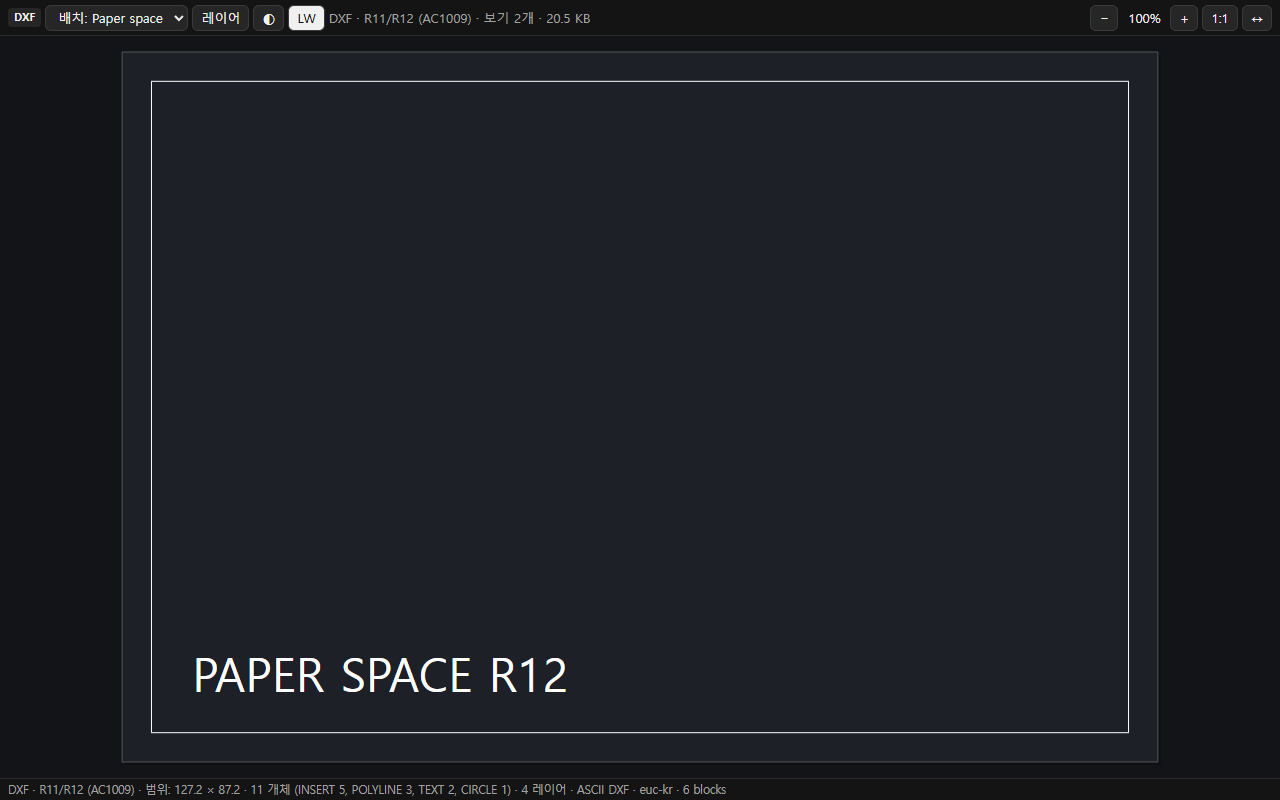 DXF 배치: Paper space 레이어 LW DXF · R11/R12 (AC1009) · 보기 2개 · 20.5 KB − 100% + 1:1 ↔
PAPER SPACE R12
DXF · R11/R12 (AC1009) · 범위: 127.2 × 87.2 · 11 개체 (INSERT 5, POLYLINE 3, TEXT 2, CIRCLE 1) · 4 레이어 · ASCII DXF · euc-kr · 6 blocks